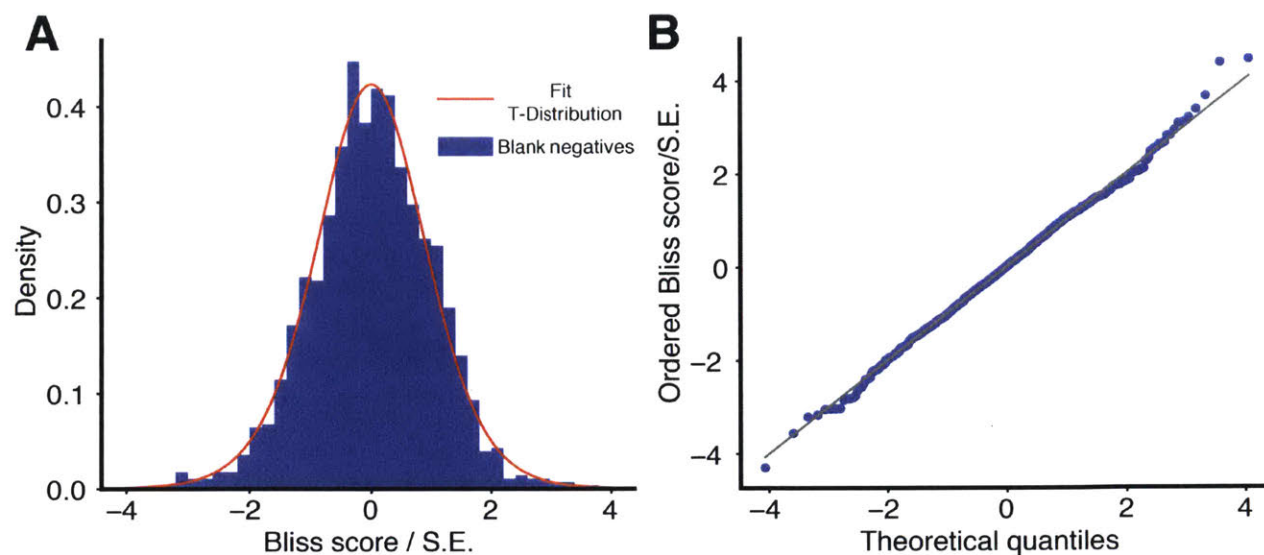 A
Fit
T-Distribution
Blank negatives
Density
0.4
0.3
0.2
0.1
0.0
−4
−2
0
2
4
Bliss score / S.E.
B
Ordered Bliss score/S.E.
4
2
0
−2
−4
−4
−2
0
2
4
Theoretical quantiles